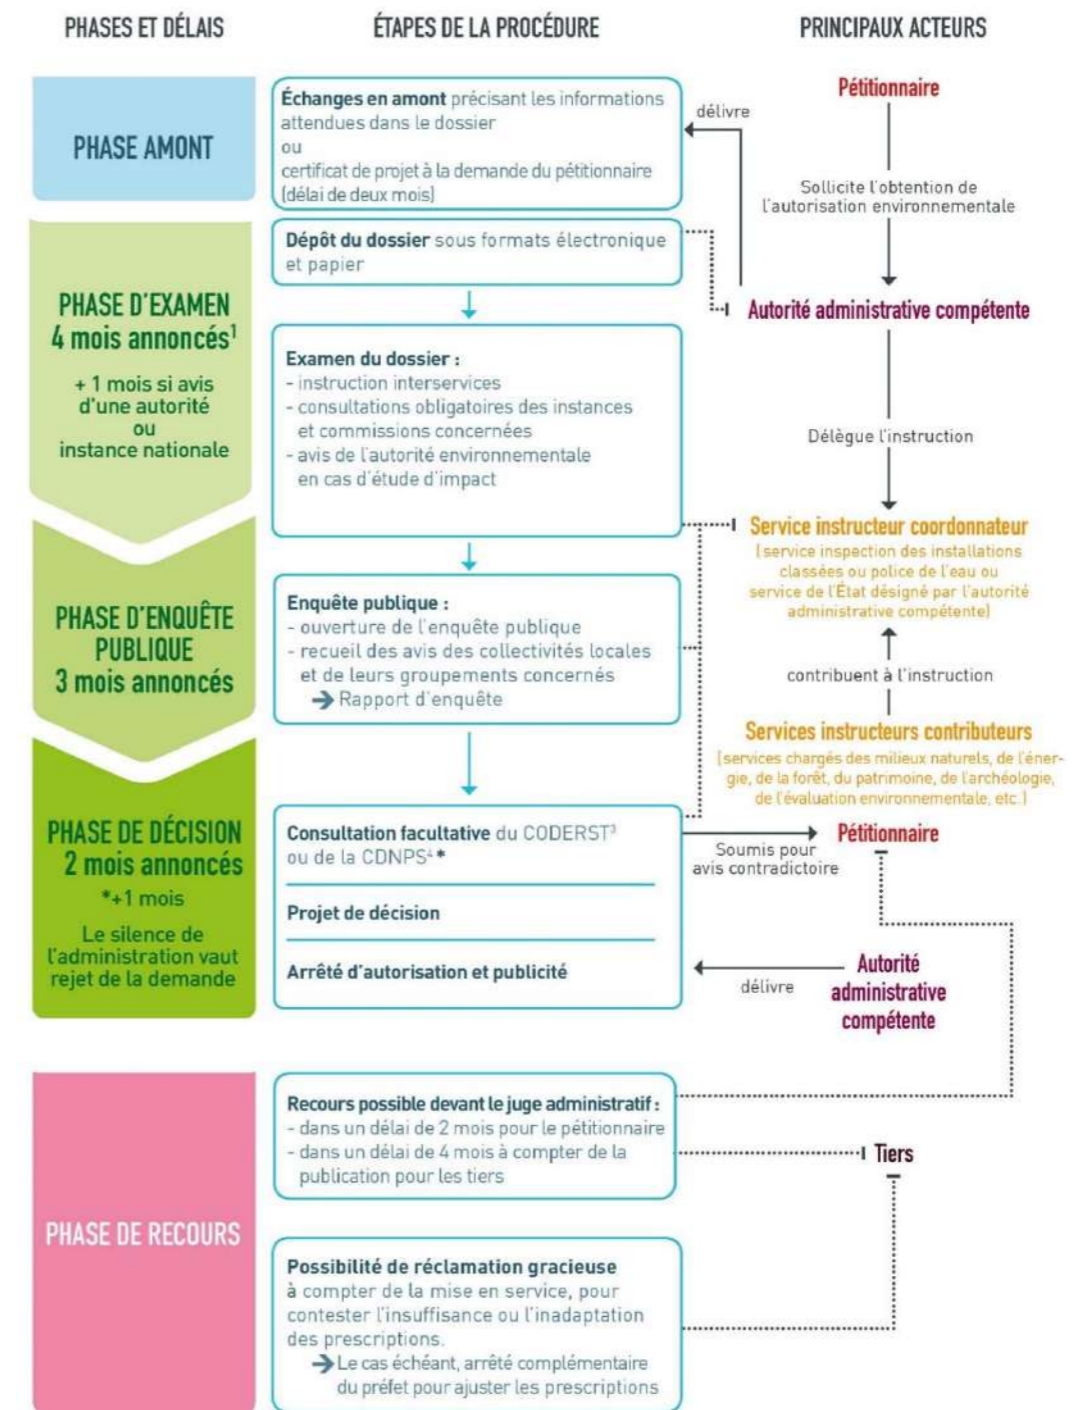 PHASES ET DÉLAIS
ÉTAPES DE LA PROCÉDURE
PRINCIPAUX ACTEURS
PHASE AMONT
Échanges en amont précisant les informations
attendues dans le dossier
ou
certificat de projet à la demande du pétitionnaire
(délai de deux mois)
délivre
Pétitionnaire
Sollicite l'obtention de
l'autorisation environnementale
PHASE D'EXAMEN
4 mois annoncés¹
+ 1 mois si avis
d'une autorité
ou
instance nationale
Dépôt du dossier sous formats électronique
et papier
Autorité administrative compétente
Examen du dossier :
- instruction interservices
- consultations obligatoires des instances
et commissions concernées
- avis de l'autorité environnementale
en cas d'étude d'impact
Délègue l'instruction
Service instructeur coordonnateur
(service inspection des installations
classées ou police de l'eau ou
service de l'État désigné par l'autorité
administrative compétente)
PHASE D'ENQUÊTE
PUBLIQUE
3 mois annoncés
Enquête publique :
- ouverture de l'enquête publique
- recueil des avis des collectivités locales
et de leurs groupements concernés
→ Rapport d'enquête
contribuent à l'instruction
Services instructeurs contributeurs
(services chargés des milieux naturels, de l'éner-
gie, de la forêt, du patrimoine, de l'archéologie,
de l'évaluation environnementale, etc.)
PHASE DE DÉCISION
2 mois annoncés
*+1 mois
Le silence de
l'administration vaut
rejet de la demande
Consultation facultative du CODERST³
ou de la CDNPS⁴*
Projet de décision
Arrêté d'autorisation et publicité
Soumis pour
avis contradictoire
Pétitionnaire
délivre
Autorité
administrative
compétente
PHASE DE RECOURS
Recours possible devant le juge administratif :
- dans un délai de 2 mois pour le pétitionnaire
- dans un délai de 4 mois à compter de la
publication pour les tiers
Tiers
Possibilité de réclamation gracieuse
à compter de la mise en service, pour
contester l'insuffisance ou l'inadaptation
des prescriptions.
→ Le cas échéant, arrêté complémentaire
du préfet pour ajuster les prescriptions